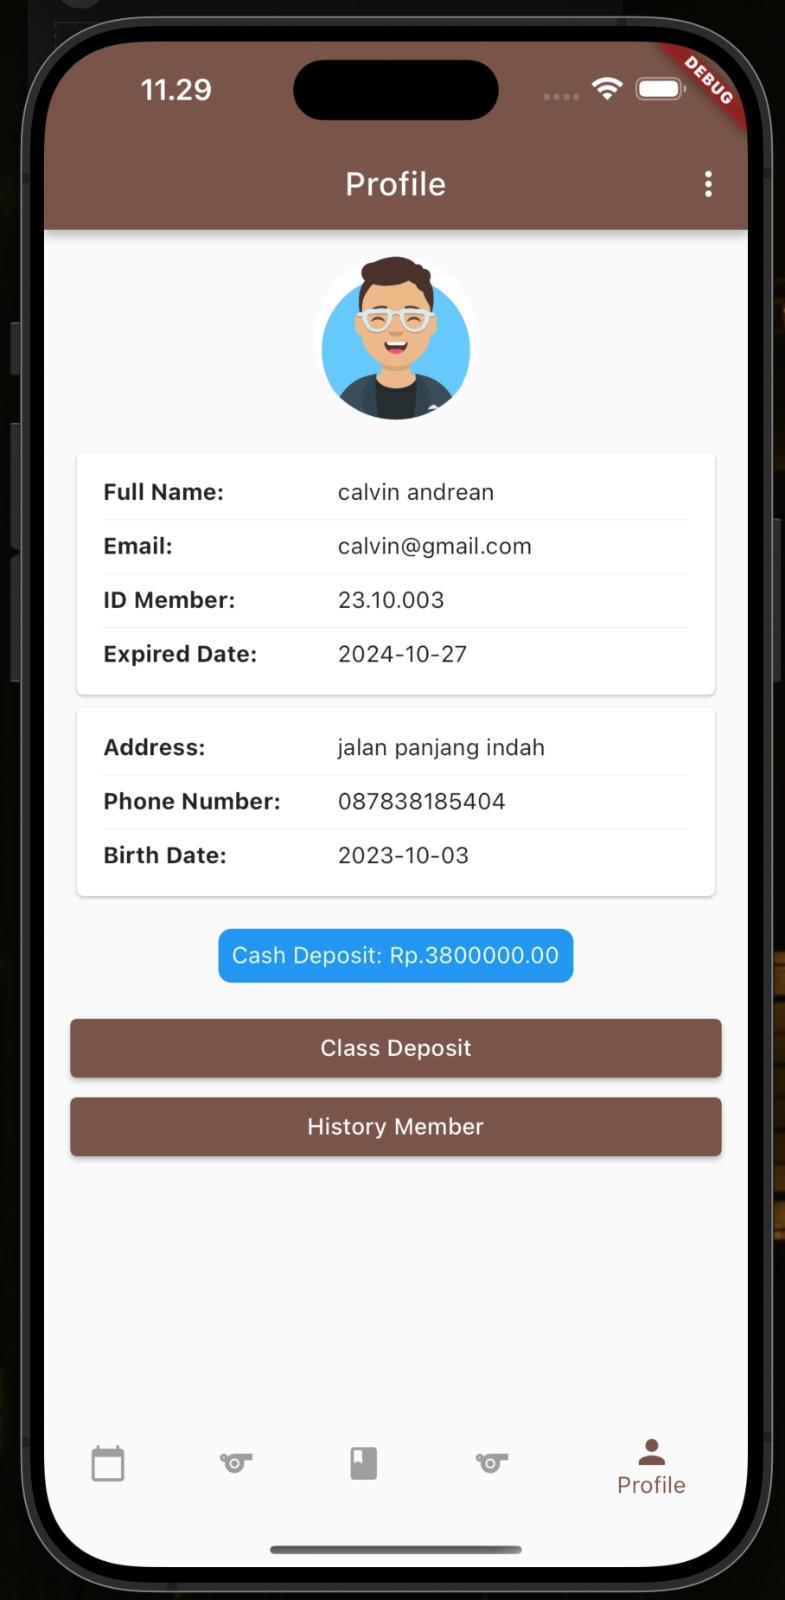 11.29
DEBUG
Profile
Full Name: calvin andrean
Email: calvin@gmail.com
ID Member: 23.10.003
Expired Date: 2024-10-27
Address: jalan panjang indah
Phone Number: 087838185404
Birth Date: 2023-10-03
Cash Deposit: Rp.3800000.00
Class Deposit
History Member
Profile